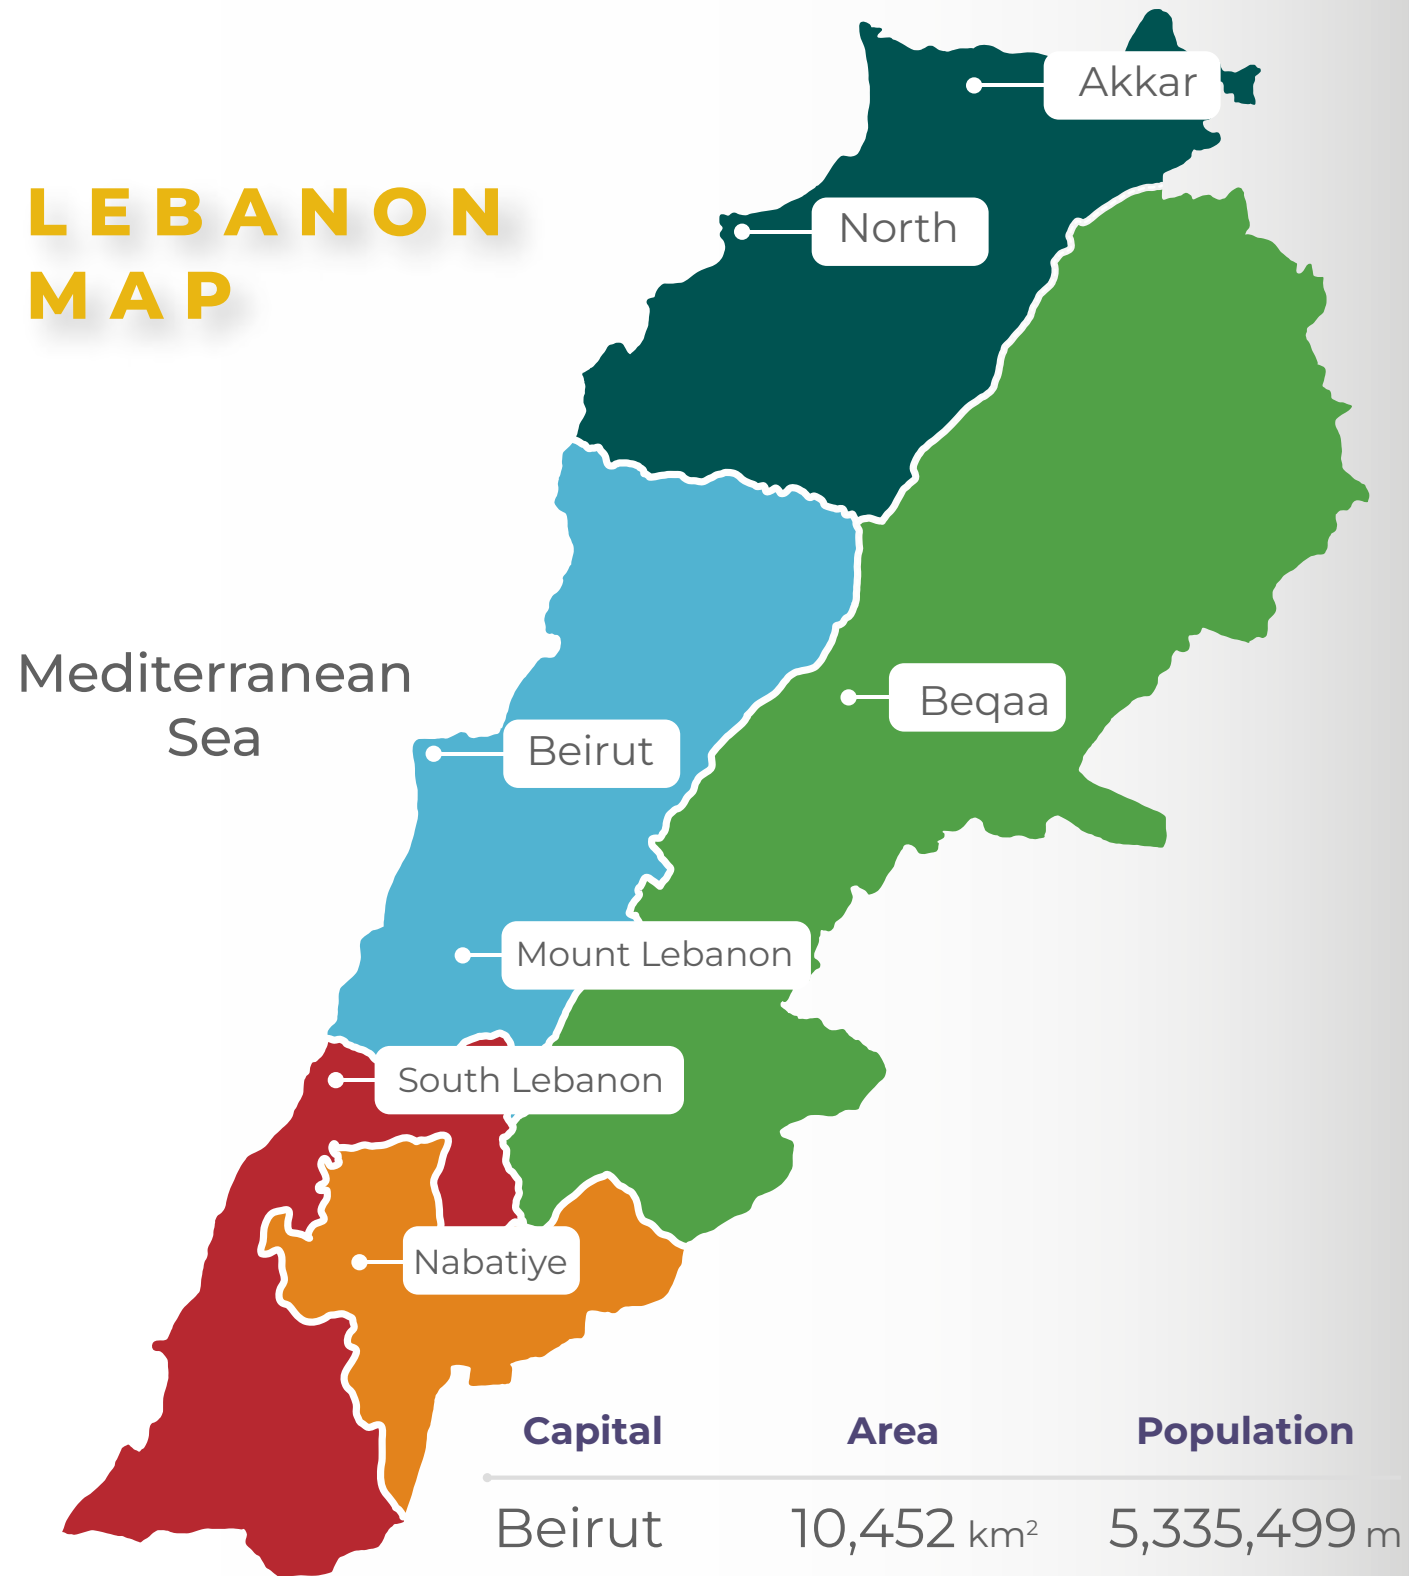 LEBANON
MAP
Akkar
North
Mediterranean
Sea
Beqaa
Beirut
Mount Lebanon
South Lebanon
Nabatiye
Capital Area Population
Beirut 10,452 km² 5,335,499 m